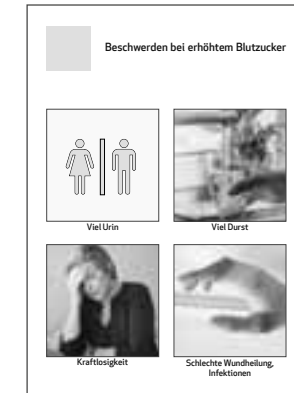 Beschwerden bei erhöhtem Blutzucker
Viel Urin
Viel Durst
Kraftlosigkeit
Schlechte Wundheilung,
Infektionen